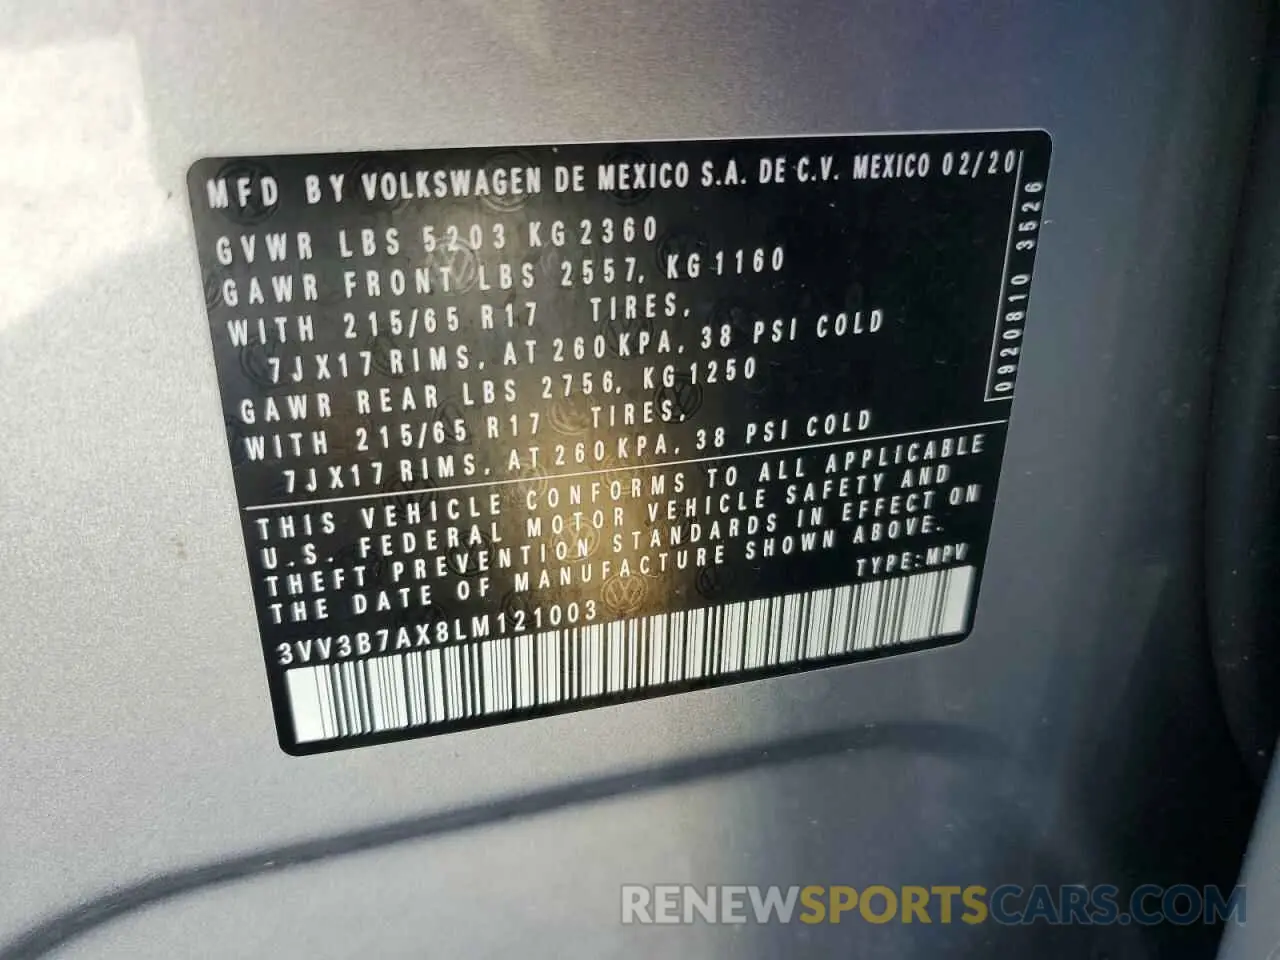 MFD BY VOLKSWAGEN DE MEXICO S.A. DE C.V. MEXICO 02/20
GVWR LBS 5203 KG 2360
GAWR FRONT LBS 2557, KG 1160
WITH 215/65 R17 TIRES,
7JX17 RIMS, AT 260 KPA, 38 PSI COLD
GAWR REAR LBS 2756, KG 1250
WITH 215/65 R17 TIRES,
7JX17 RIMS, AT 260 KPA, 38 PSI COLD
0920810 3526
THIS VEHICLE CONFORMS TO ALL APPLICABLE
U.S. FEDERAL MOTOR VEHICLE SAFETY AND
THEFT PREVENTION STANDARDS IN EFFECT ON
THE DATE OF MANUFACTURE SHOWN ABOVE.
3VV3B7AX8LM121003 TYPE: MPV
RENEWSPORTSCARS.COM